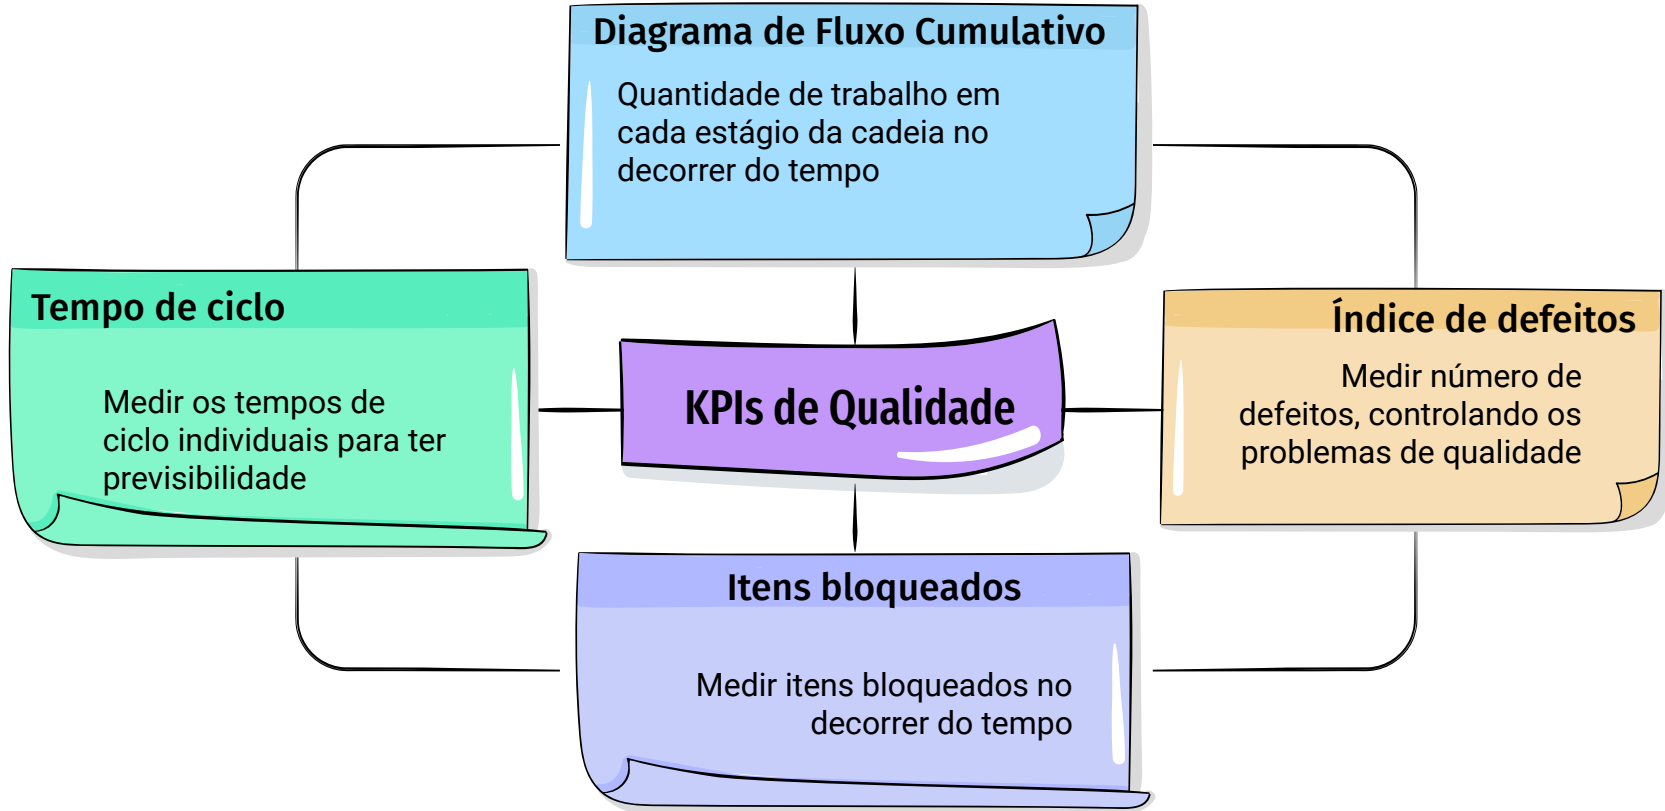 Diagrama de Fluxo Cumulativo
Quantidade de trabalho em
cada estágio da cadeia no
decorrer do tempo
Tempo de ciclo
Medir os tempos de
ciclo individuais para ter
previsibilidade
KPIs de Qualidade
Índice de defeitos
Medir número de
defeitos, controlando os
problemas de qualidade
Itens bloqueados
Medir itens bloqueados no
decorrer do tempo